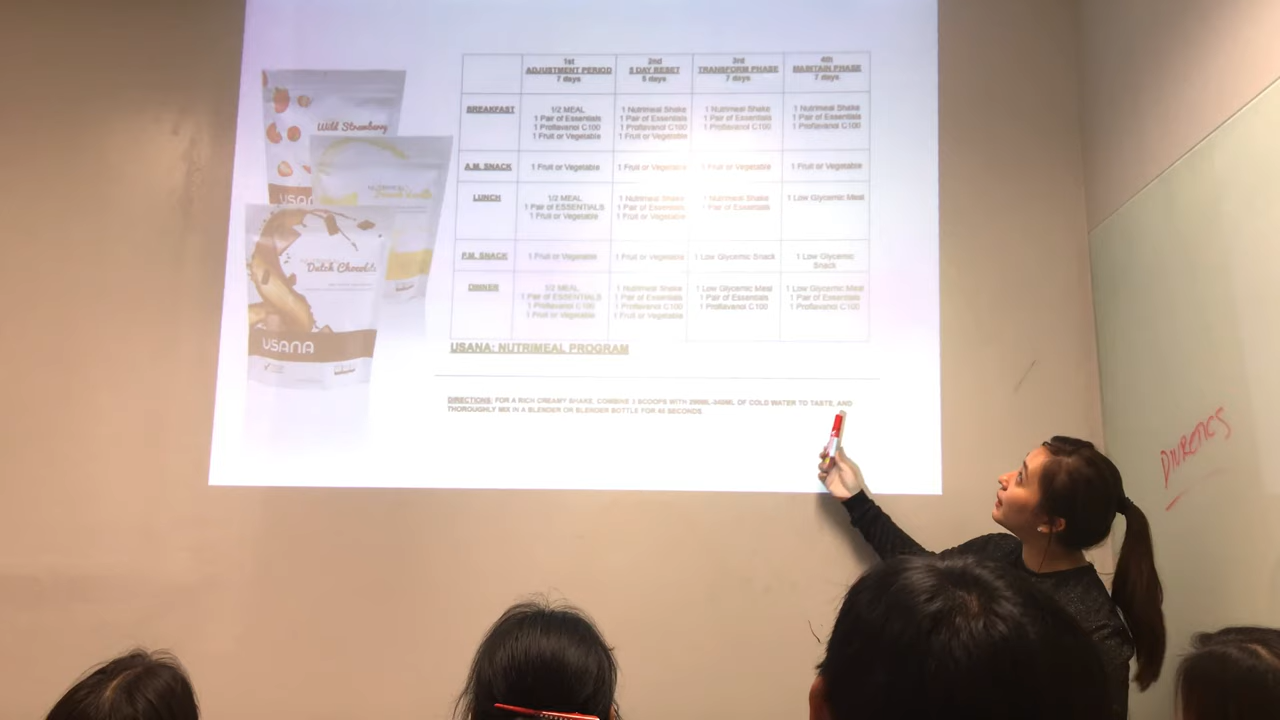 1st
ADJUSTMENT PERIOD
7 days
2nd
5 DAY RESET
5 days
3rd
TRANSFORM PHASE
7 days
4th
MAINTAIN PHASE
7 days
BREAKFAST
1/2 MEAL
1 Pair of Essentials
1 Proflavanol C100
1 Fruit or Vegetable
1 Nutrimeal Shake
1 Pair of Essentials
1 Proflavanol C100
1 Fruit or Vegetable
1 Nutrimeal Shake
1 Pair of Essentials
1 Proflavanol C100
1 Nutrimeal Shake
1 Pair of Essentials
1 Proflavanol C100
A.M. SNACK
1 Fruit or Vegetable
1 Fruit or Vegetable
1 Fruit or Vegetable
1 Fruit or Vegetable
LUNCH
1/2 MEAL
1 Pair of ESSENTIALS
1 Fruit or Vegetable
1 Nutrimeal Shake
1 Pair of Essentials
1 Fruit or Vegetable
1 Nutrimeal Shake
1 Pair of Essentials
1 Low Glycemic Meal
P.M. SNACK
1 Fruit or Vegetable
1 Fruit or Vegetable
1 Low Glycemic Snack
1 Low Glycemic
Snack
DINNER
1/2 MEAL
1 Pair of ESSENTIALS
1 Proflavanol C100
1 Fruit or Vegetable
1 Nutrimeal Shake
1 Pair of Essentials
1 Proflavanol C100
1 Fruit or Vegetable
1 Low Glycemic Meal
1 Pair of Essentials
1 Proflavanol C100
1 Low Glycemic Meal
1 Pair of Essentials
1 Proflavanol C100
USANA: NUTRIMEAL PROGRAM
DIRECTIONS: FOR A RICH CREAMY SHAKE, COMBINE SCOOPS WITH OF COLD WATER TO TASTE, AND
THOROUGHLY MIX IN A BLENDER OR BLENDER BOTTLE FOR SECONDS
Wild Strawberry
USANA
NUTRIMEAL
Dutch Chocolate
USANA
DIURETICS